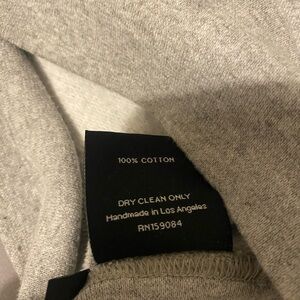 100% COTTON
DRY CLEAN ONLY
Handmade in Los Angeles
RN159084